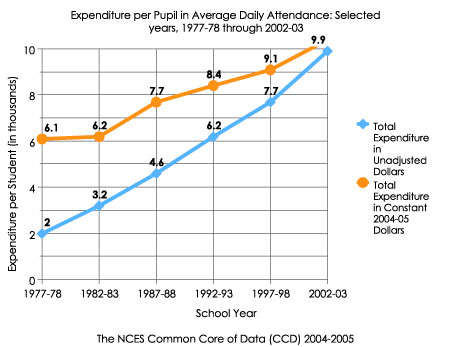 Expenditure per Pupil in Average Daily Attendance: Selected
years, 1977-78 through 2002-03
Expenditure per Student (in thousands)
10
8
6
4
2
0
6.1
6.2
7.7
8.4
9.1
9.9
2
3.2
4.6
6.2
7.7
1977-78 1982-83 1987-88 1992-93 1997-98 2002-03
School Year
Total
Expenditure
in
Unadjusted
Dollars
Total
Expenditure
in Constant
2004-05
Dollars
The NCES Common Core of Data (CCD) 2004-2005